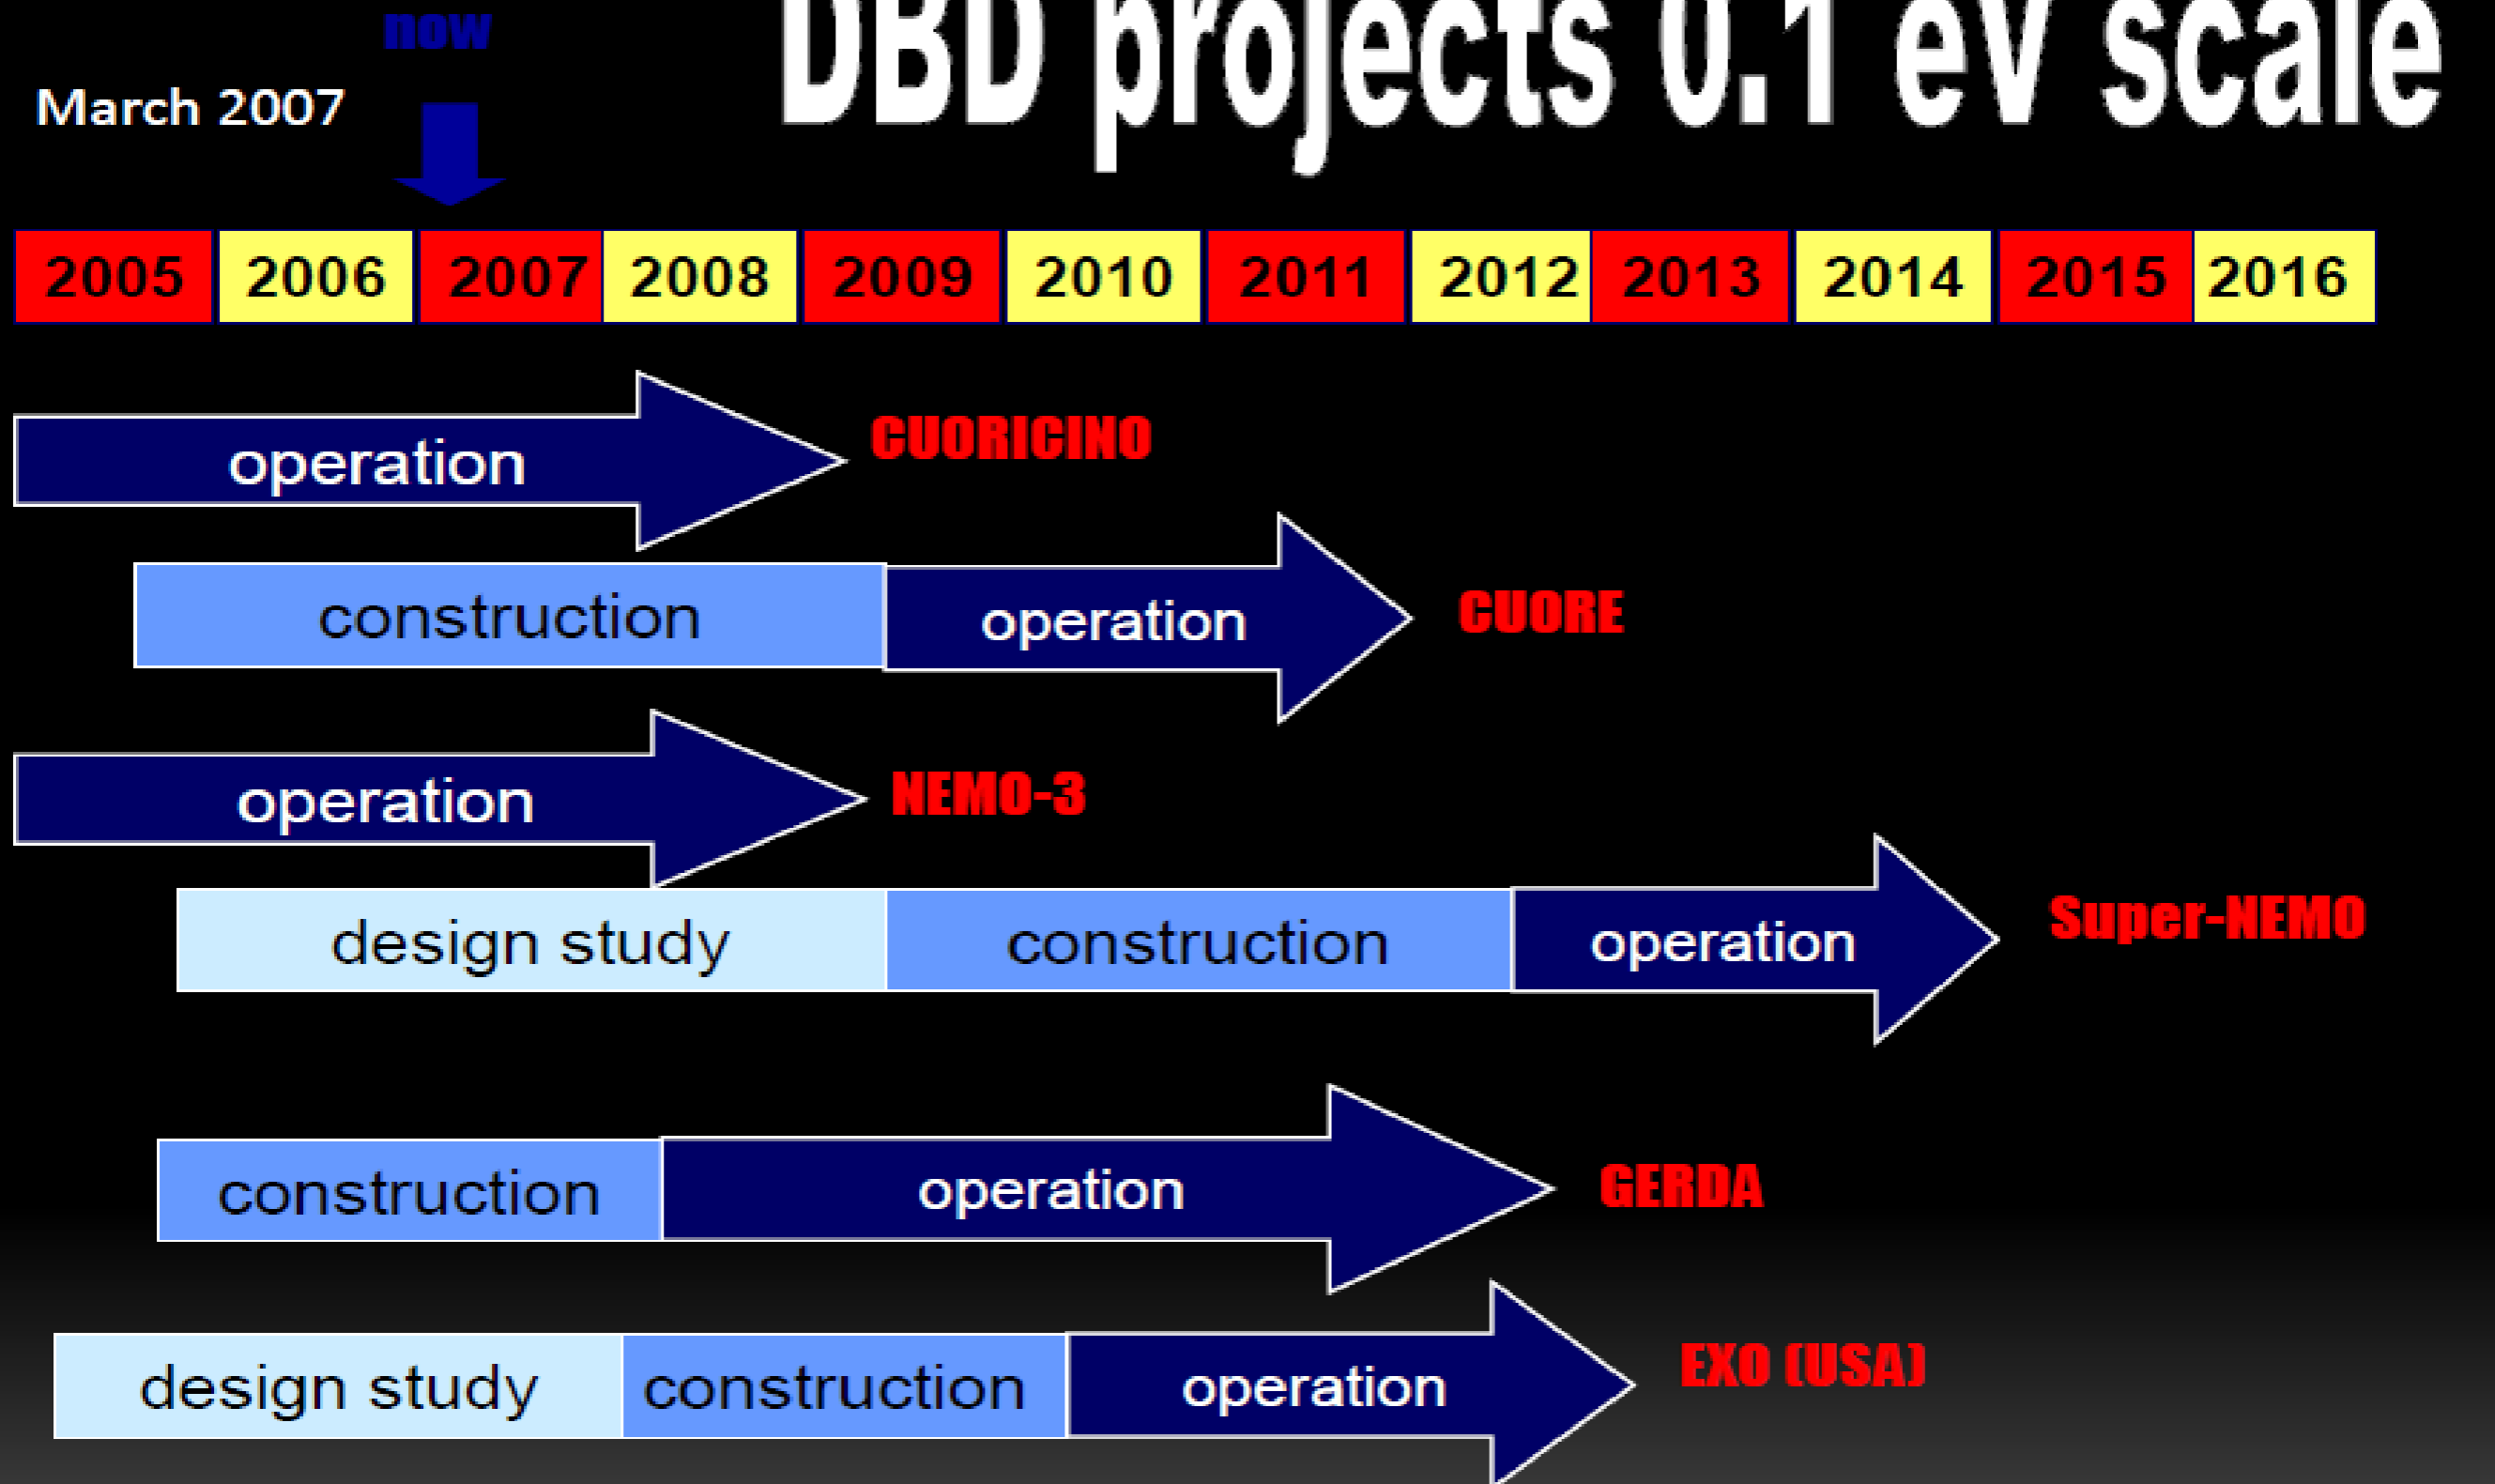 now
DBD projects 0.1 eV scale
March 2007
2005 2006 2007 2008 2009 2010 2011 2012 2013 2014 2015 2016
operation CUORICINO
construction operation CUORE
operation NEMO-3
design study construction operation Super-NEMO
construction operation GERDA
design study construction operation EXO (USA)